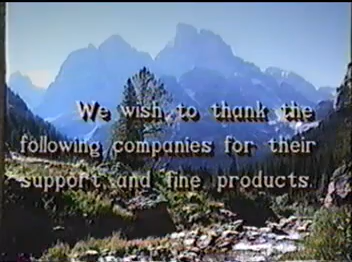 We wish to thank the
following companies for their
support and fine products.